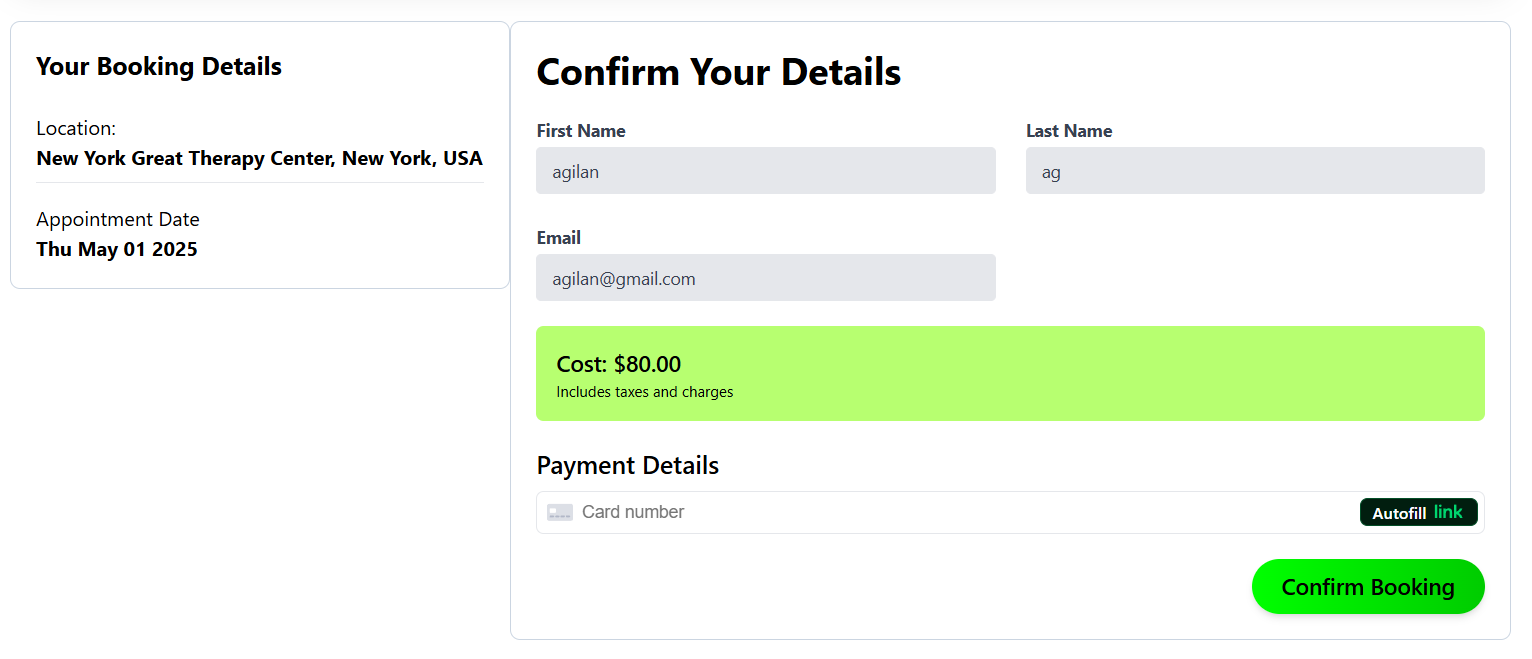 Your Booking Details
Location:
New York Great Therapy Center, New York, USA
Appointment Date
Thu May 01 2025
Confirm Your Details
First Name
agilan
Last Name
ag
Email
agilan@gmail.com
Cost: $80.00
Includes taxes and charges
Payment Details
Card number
Autofill link
Confirm Booking